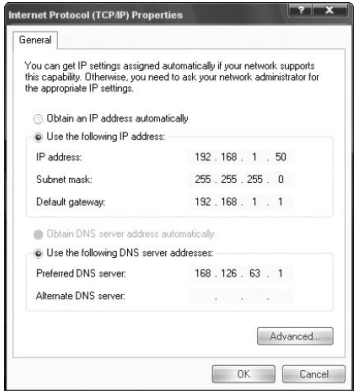 Internet Protocol (TCP/IP) Properties
General
You can get IP settings assigned automatically if your network supports
this capability. Otherwise, you need to ask your network administrator for
the appropriate IP settings.
Obtain an IP address automatically
Use the following IP address:
IP address: 192 . 168 . 1 . 50
Subnet mask: 255 . 255 . 255 . 0
Default gateway: 192 . 168 . 1 . 1
Obtain DNS server address automatically
Use the following DNS server addresses:
Preferred DNS server: 168 . 126 . 63 . 1
Alternate DNS server: . . .
Advanced...
OK Cancel